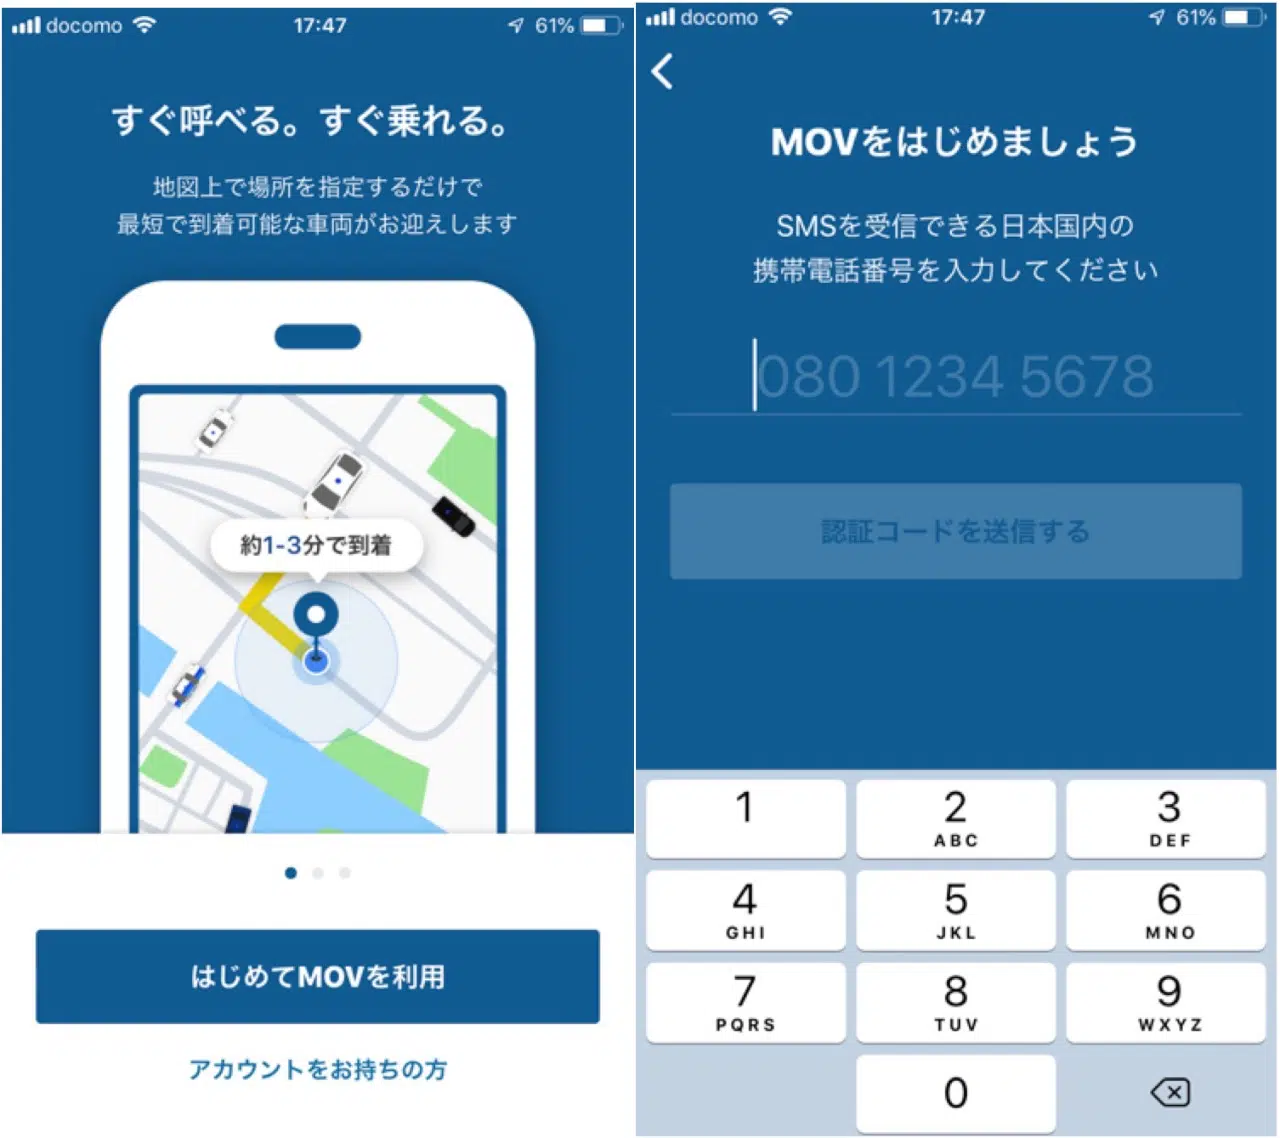 docomo 17:47 61%
すぐ呼べる。すぐ乗れる。
地図上で場所を指定するだけで
最短で到着可能な車両がお迎えします
約1-3分で到着
はじめてMOVを利用
アカウントをお持ちの方
docomo 17:47 61%
MOVをはじめましょう
SMSを受信できる日本国内の
携帯電話番号を入力してください
080 1234 5678
認証コードを送信する
1 2 3
ABC DEF
4 5 6
GHI JKL MNO
7 8 9
PQRS TUV WXYZ
0